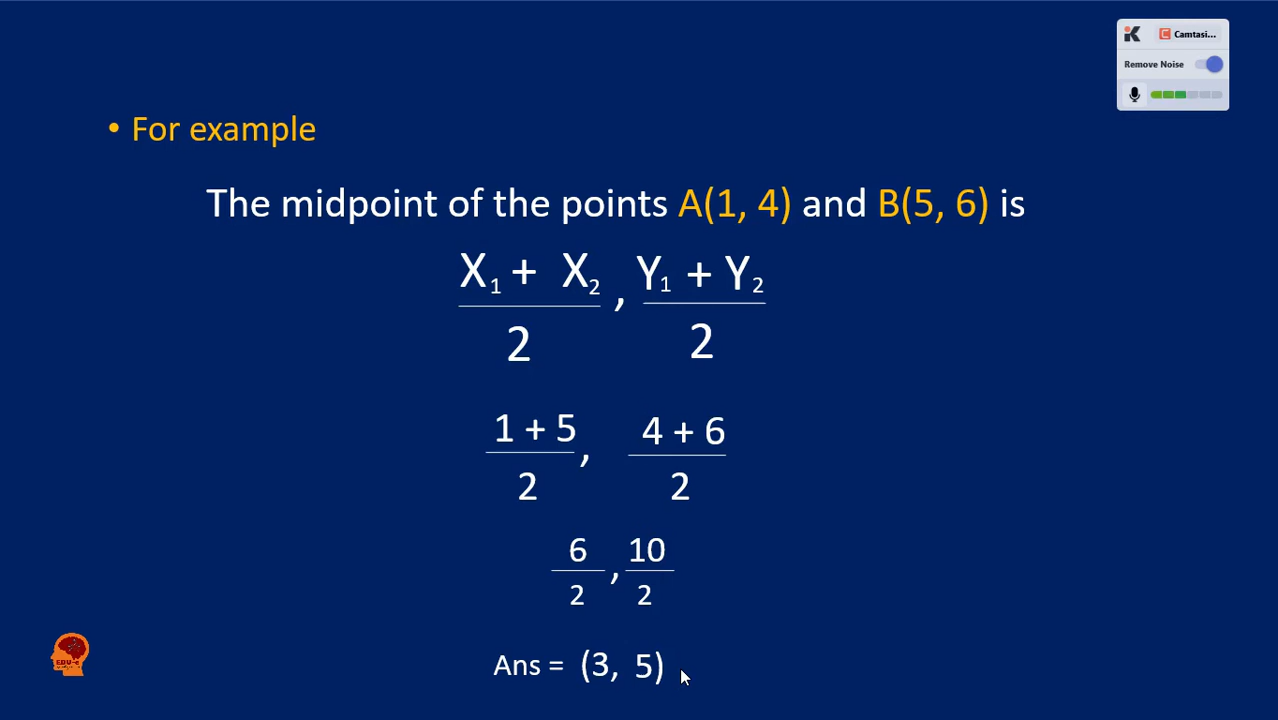 Camtasi...
Remove Noise
• For example
The midpoint of the points A(1, 4) and B(5, 6) is
X₁ + X₂ , Y₁ + Y₂
2 2
1 + 5 , 4 + 6
2 2
6 , 10
2 2
EDU-c
Ans = (3, 5)